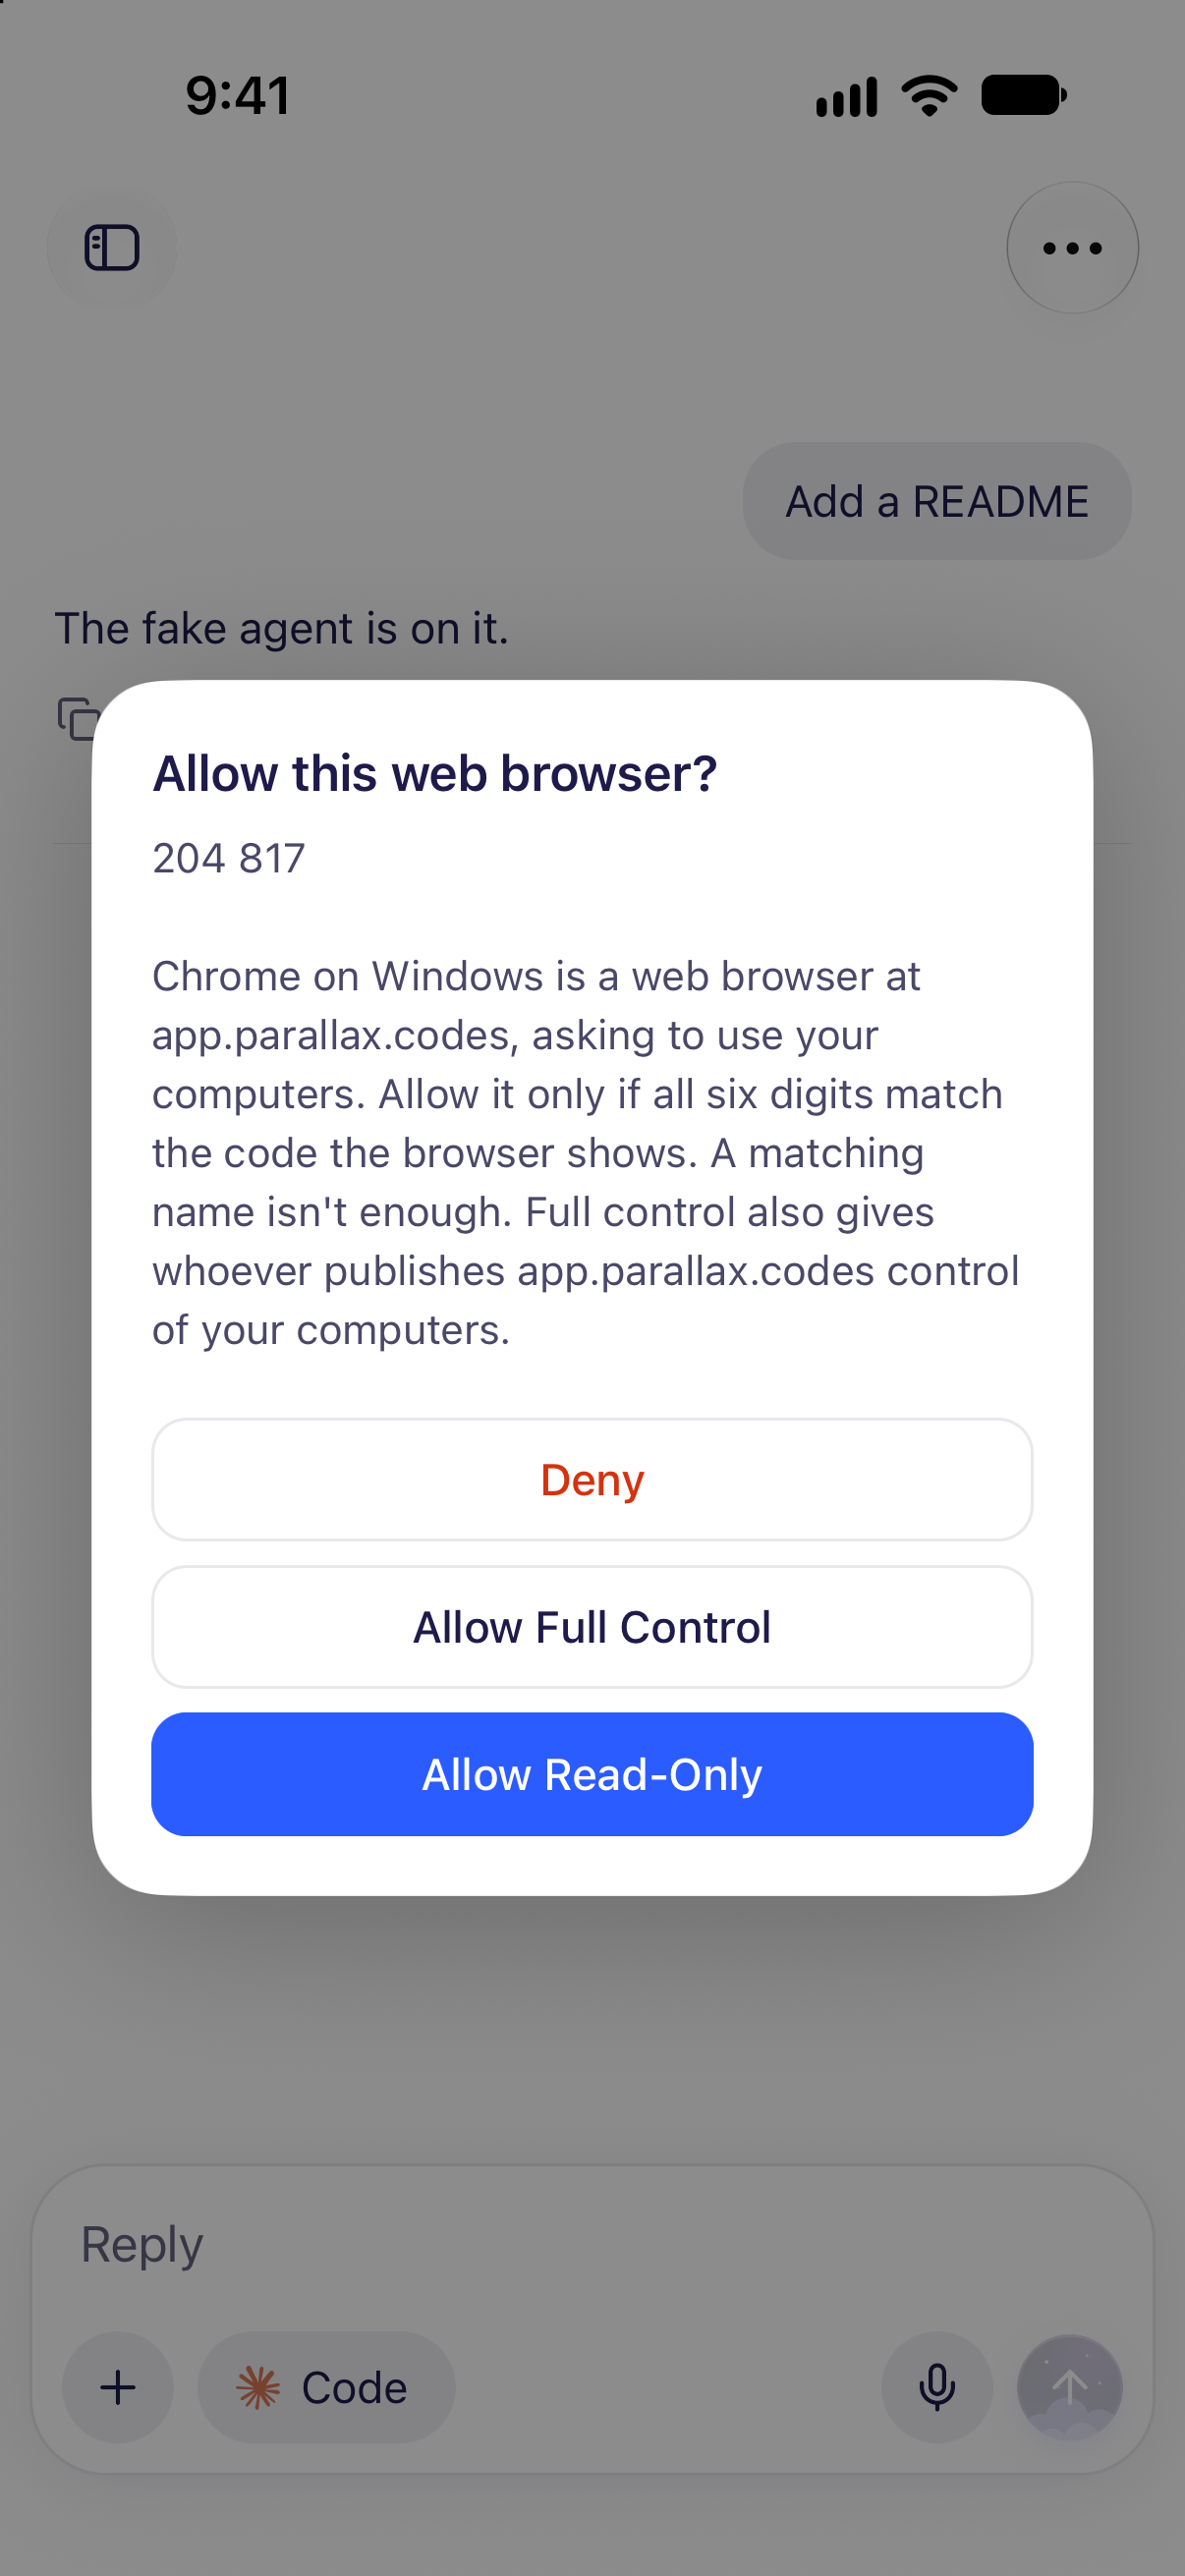 9:41
Add a README
The fake agent is on it.
Allow this web browser?
204 817
Chrome on Windows is a web browser at
app.parallax.codes, asking to use your
computers. Allow it only if all six digits match
the code the browser shows. A matching
name isn't enough. Full control also gives
whoever publishes app.parallax.codes control
of your computers.
Deny
Allow Full Control
Allow Read-Only
Reply
Code